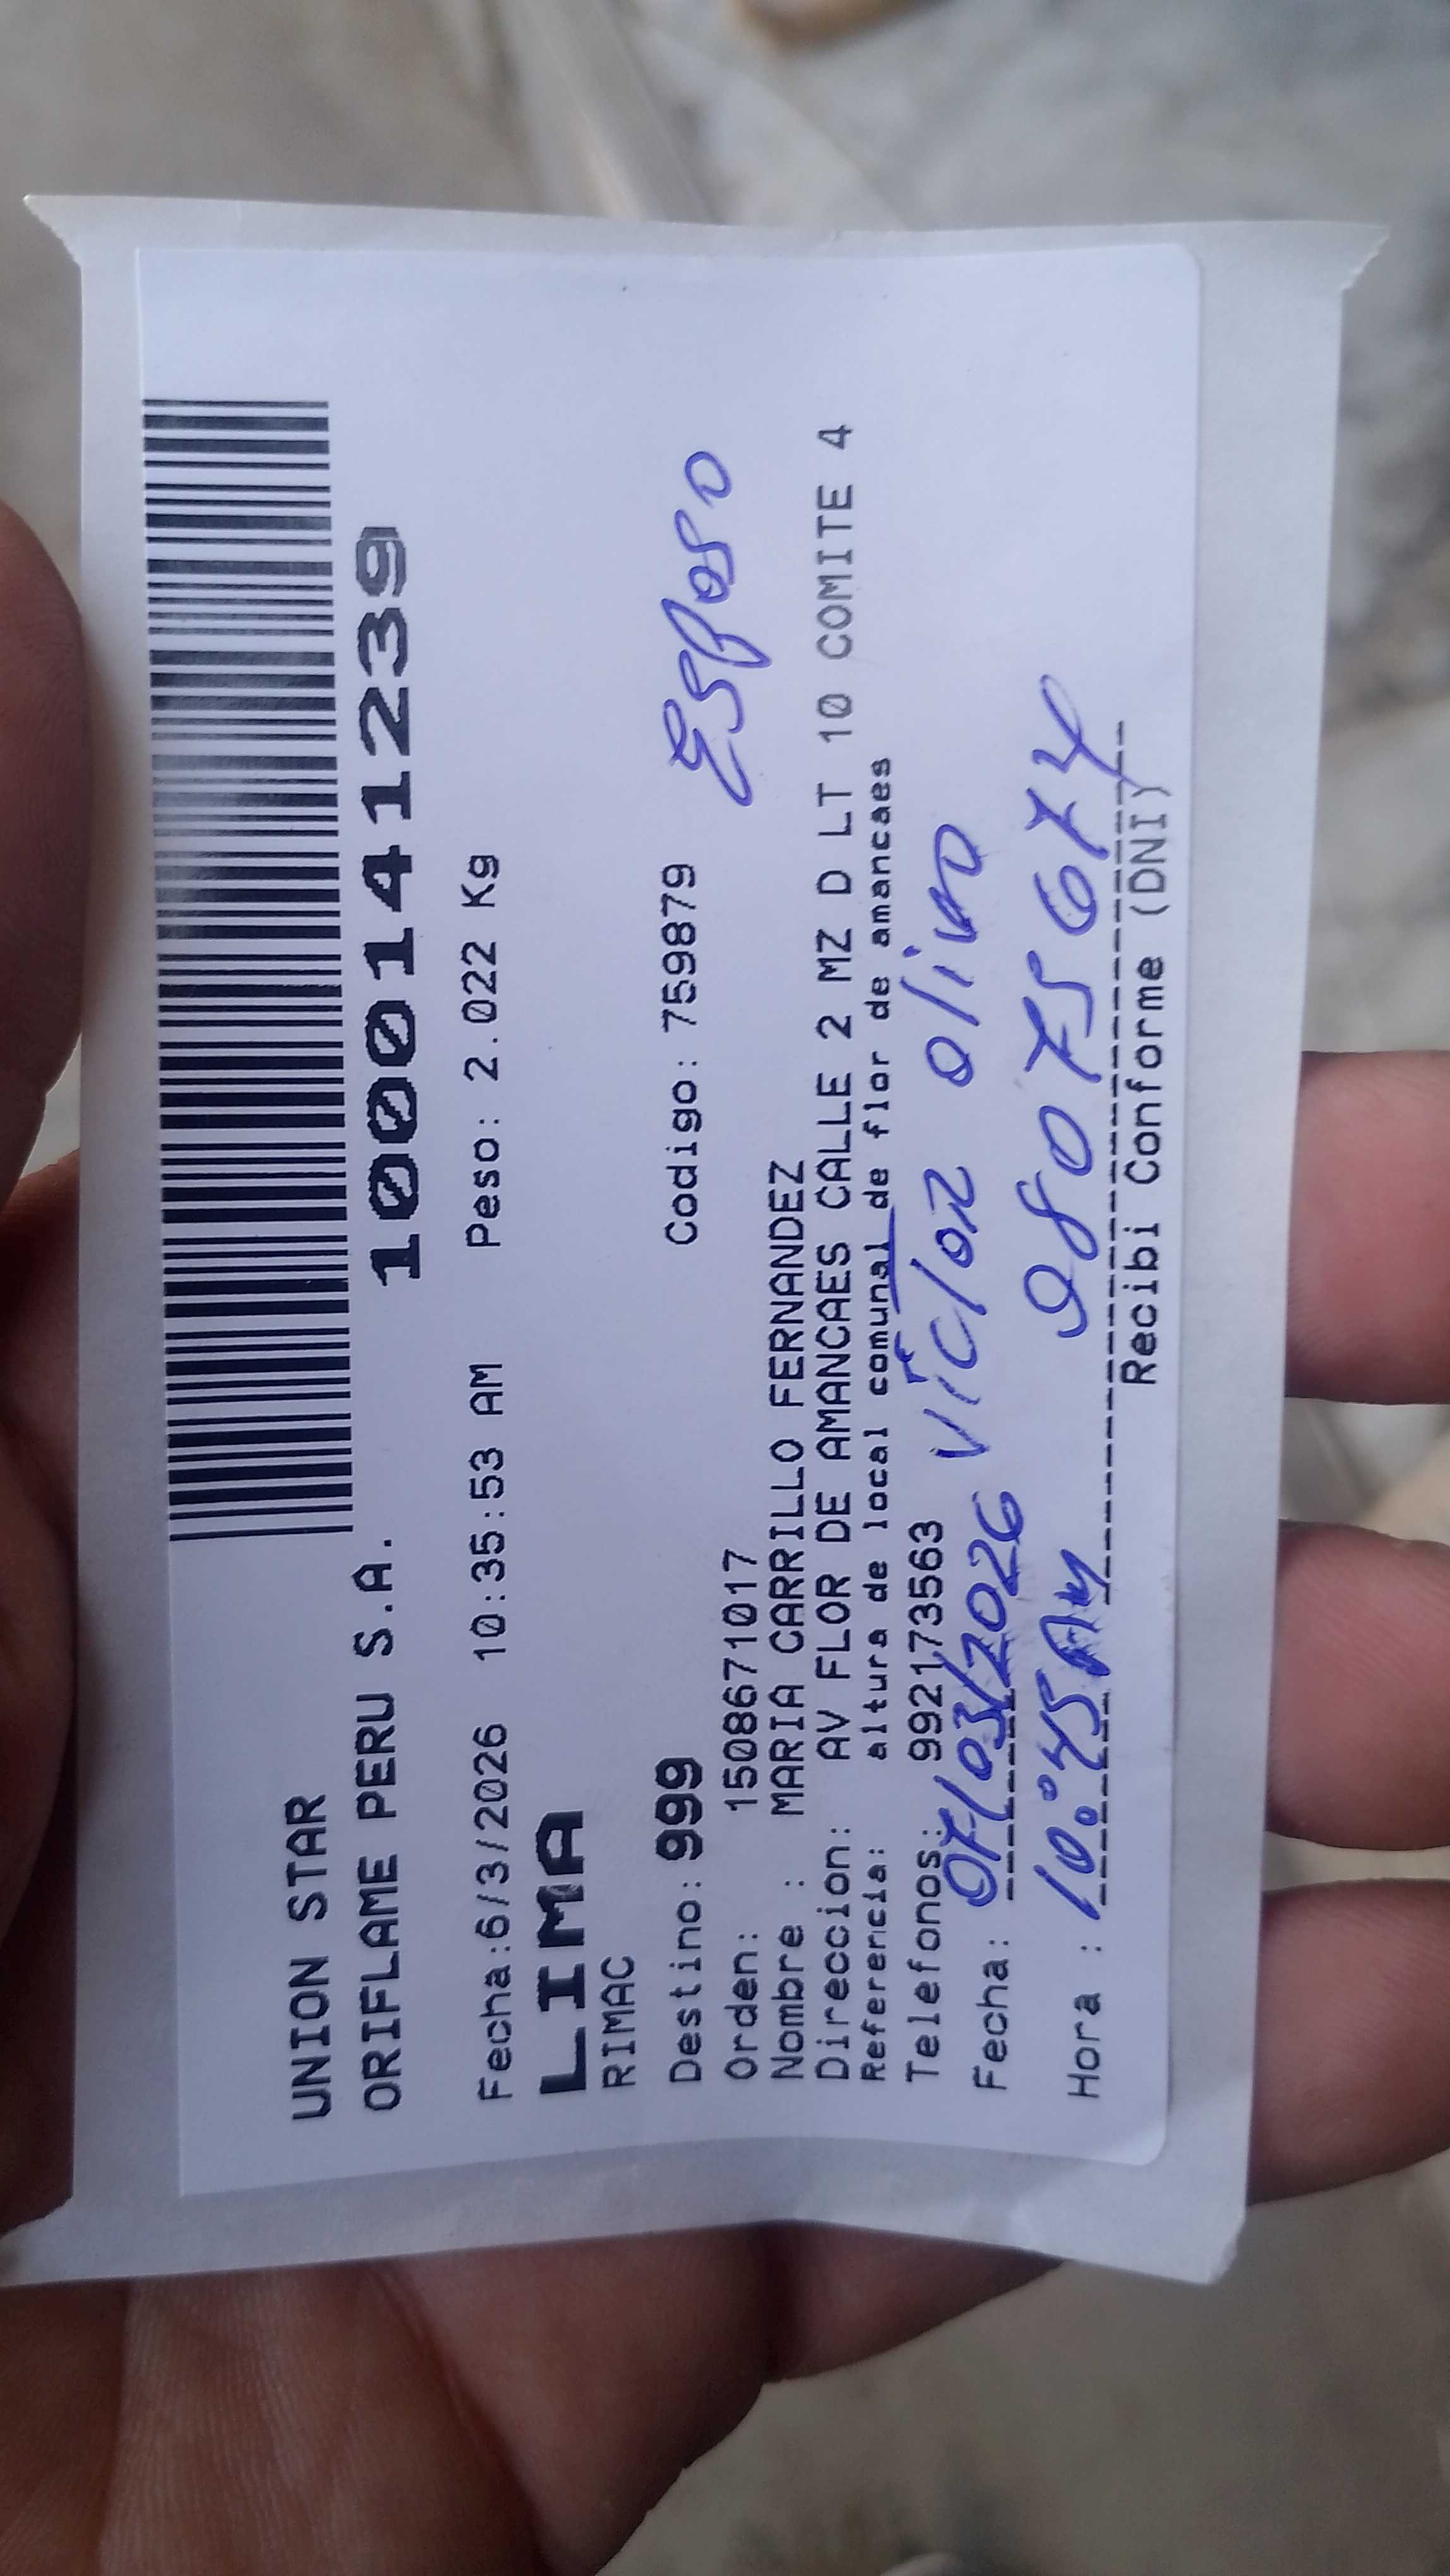 UNION STAR
ORIFLAME PERU S.A. 100141239
Fecha:6/3/2026 10:35:53 AM Peso: 2.022 Kg
LIMA
RIMAC
Destino: 999 Codigo: 759879 Esposo
Orden: 1508671017
Nombre : MARIA CARRILLO FERNANDEZ
Direccion: AV FLOR DE AMANCAES CALLE 2 MZ D LT 10 COMITE 4
Referencia: altura de local comunal de flor de amancaes
Telefonos: 992173563
Fecha: 07/03/2026 Victor olivo
Hora : 10:45 AM 98075674
Recibi Conforme (DNI)